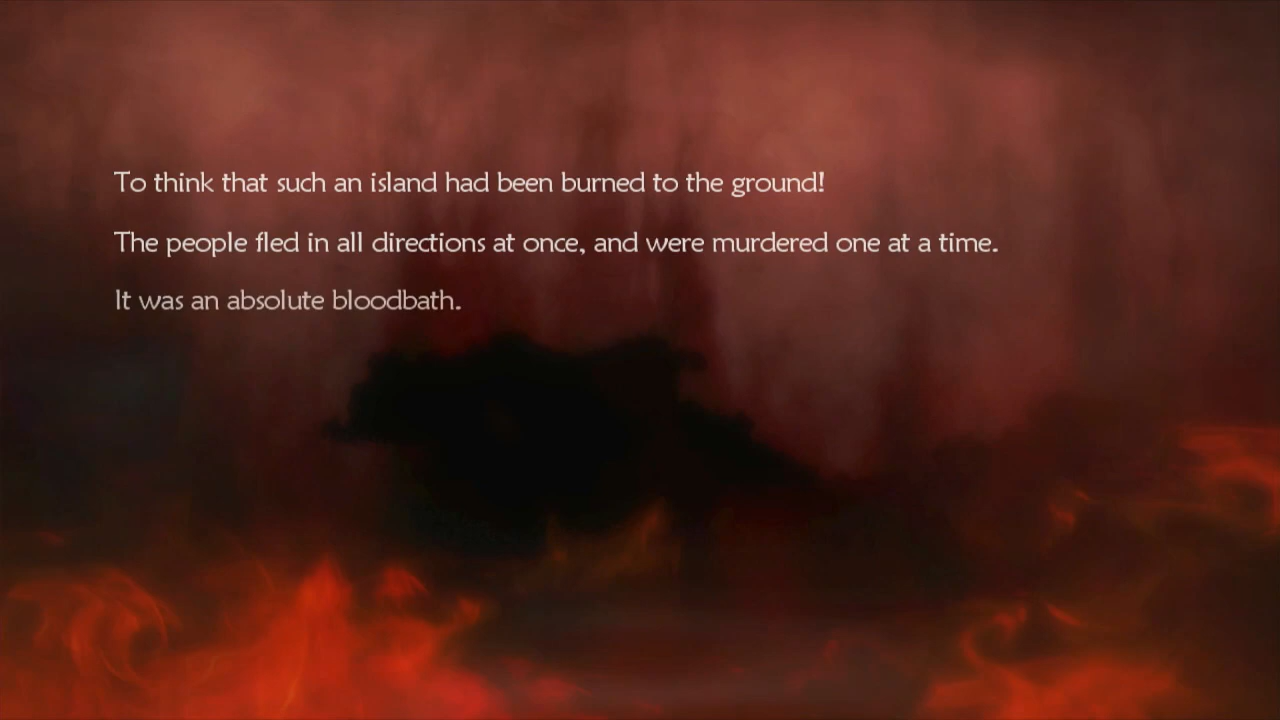 To think that such an island had been burned to the ground!
The people fled in all directions at once, and were murdered one at a time.
It was an absolute bloodbath.